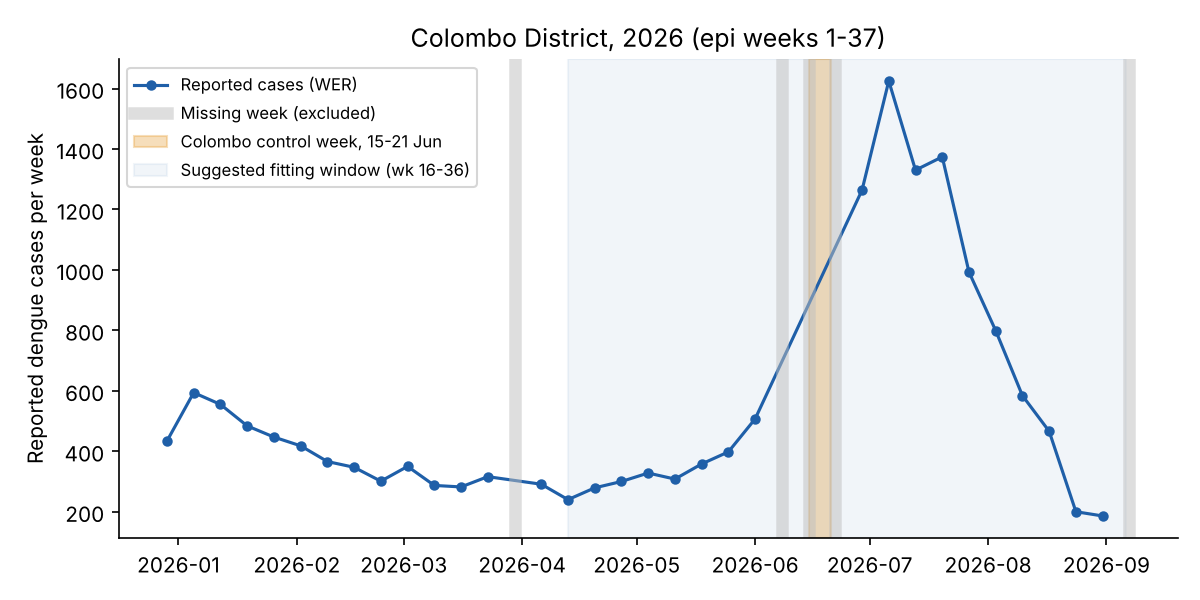 Colombo District, 2026 (epi weeks 1-37)
Reported cases (WER)
Missing week (excluded)
Colombo control week, 15-21 Jun
Suggested fitting window (wk 16-36)
Reported dengue cases per week
1600
1400
1200
1000
800
600
400
200
2026-01 2026-02 2026-03 2026-04 2026-05 2026-06 2026-07 2026-08 2026-09